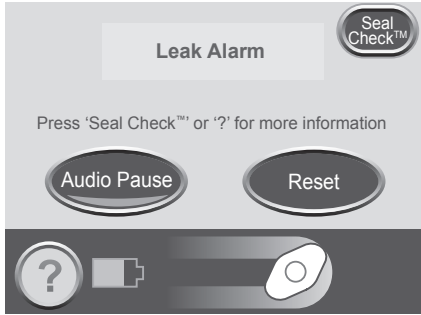 Seal
Check™
Leak Alarm
Press ‘Seal Check™’ or ‘?’ for more information
Audio Pause
Reset
?